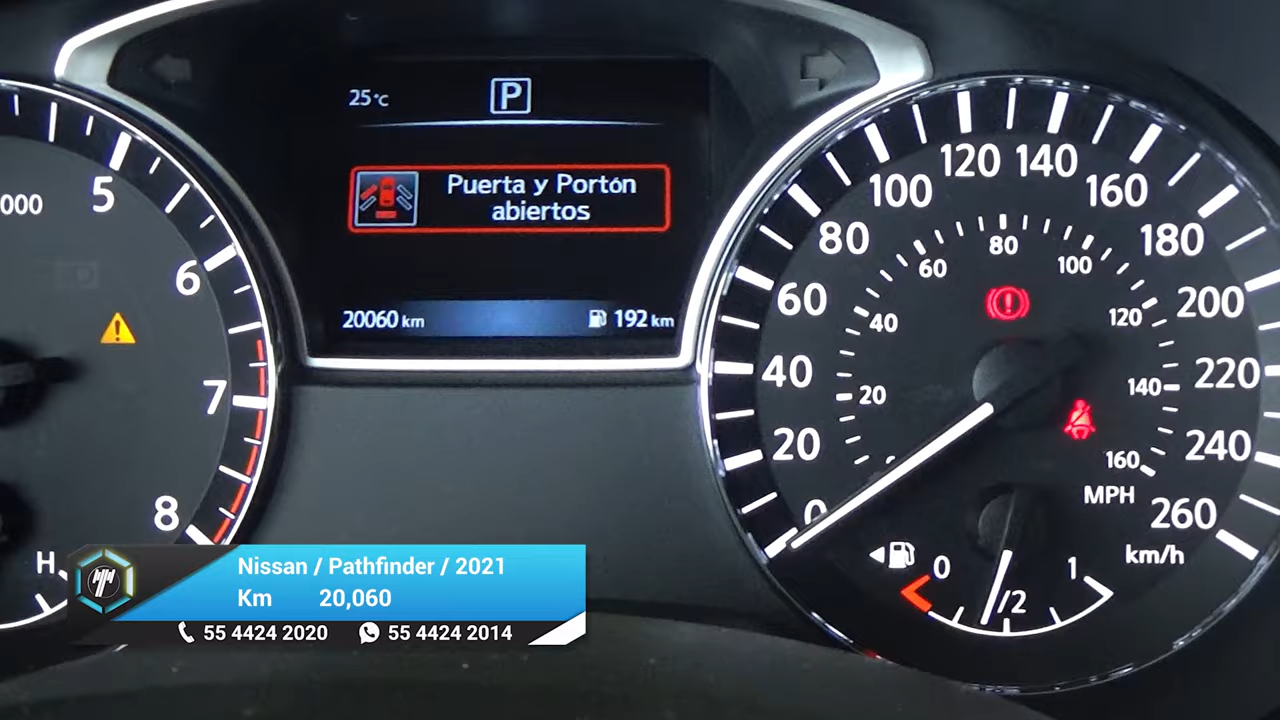 25°C
P
Puerta y Portón
abiertos
20060 km
192 km
000
5
6
7
8
H
0
20
40
60
80
100
120
140
160
180
200
220
240
260
km/h
20
40
60
80
100
120
140
160
MPH
0
1/2
1
Nissan / Pathfinder / 2021
Km 20,060
55 4424 2020
55 4424 2014